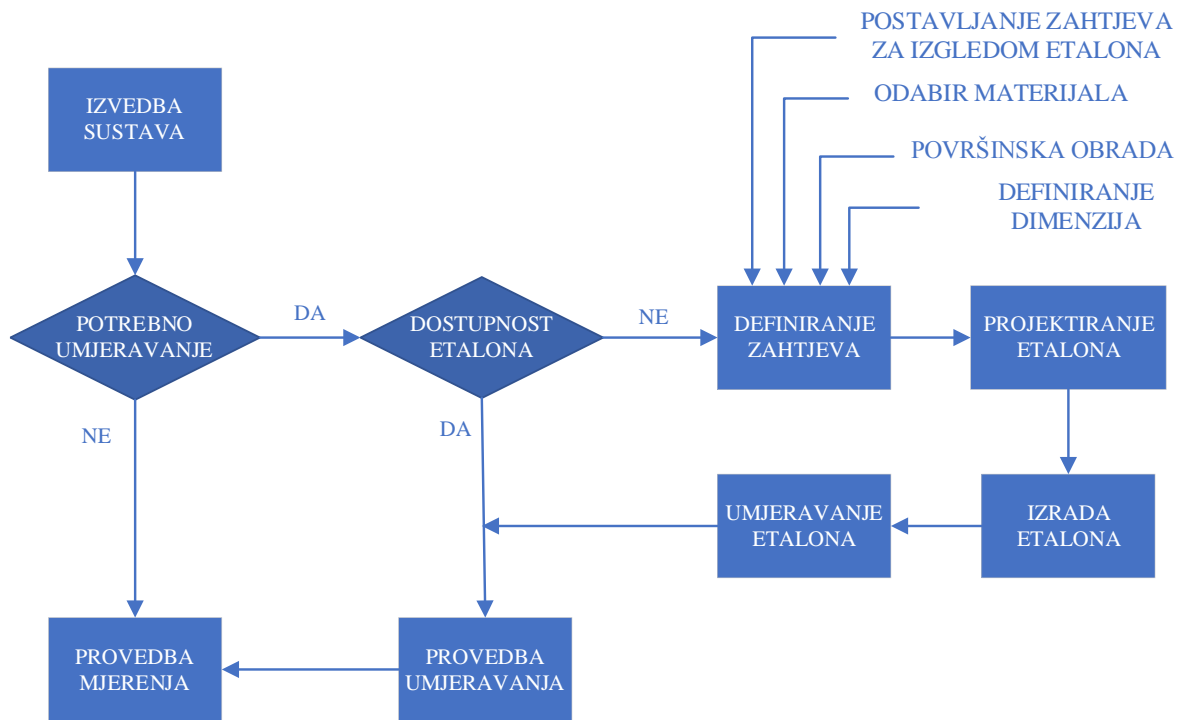 POSTAVLJANJE ZAHTJEVA
ZA IZGLEDOM ETALONA
ODABIR MATERIJALA
POVRŠINSKA OBRADA
DEFINIRANJE
DIMENZIJA
IZVEDBA
SUSTAVA
POTREBNO
UMJERAVANJE
DA
DOSTUPNOST
ETALONA
NE
DEFINIRANJE
ZAHTJEVA
PROJEKTIRANJE
ETALONA
NE
DA
UMJERAVANJE
ETALONA
IZRADA
ETALONA
PROVEDBA
MJERENJA
PROVEDBA
UMJERAVANJA